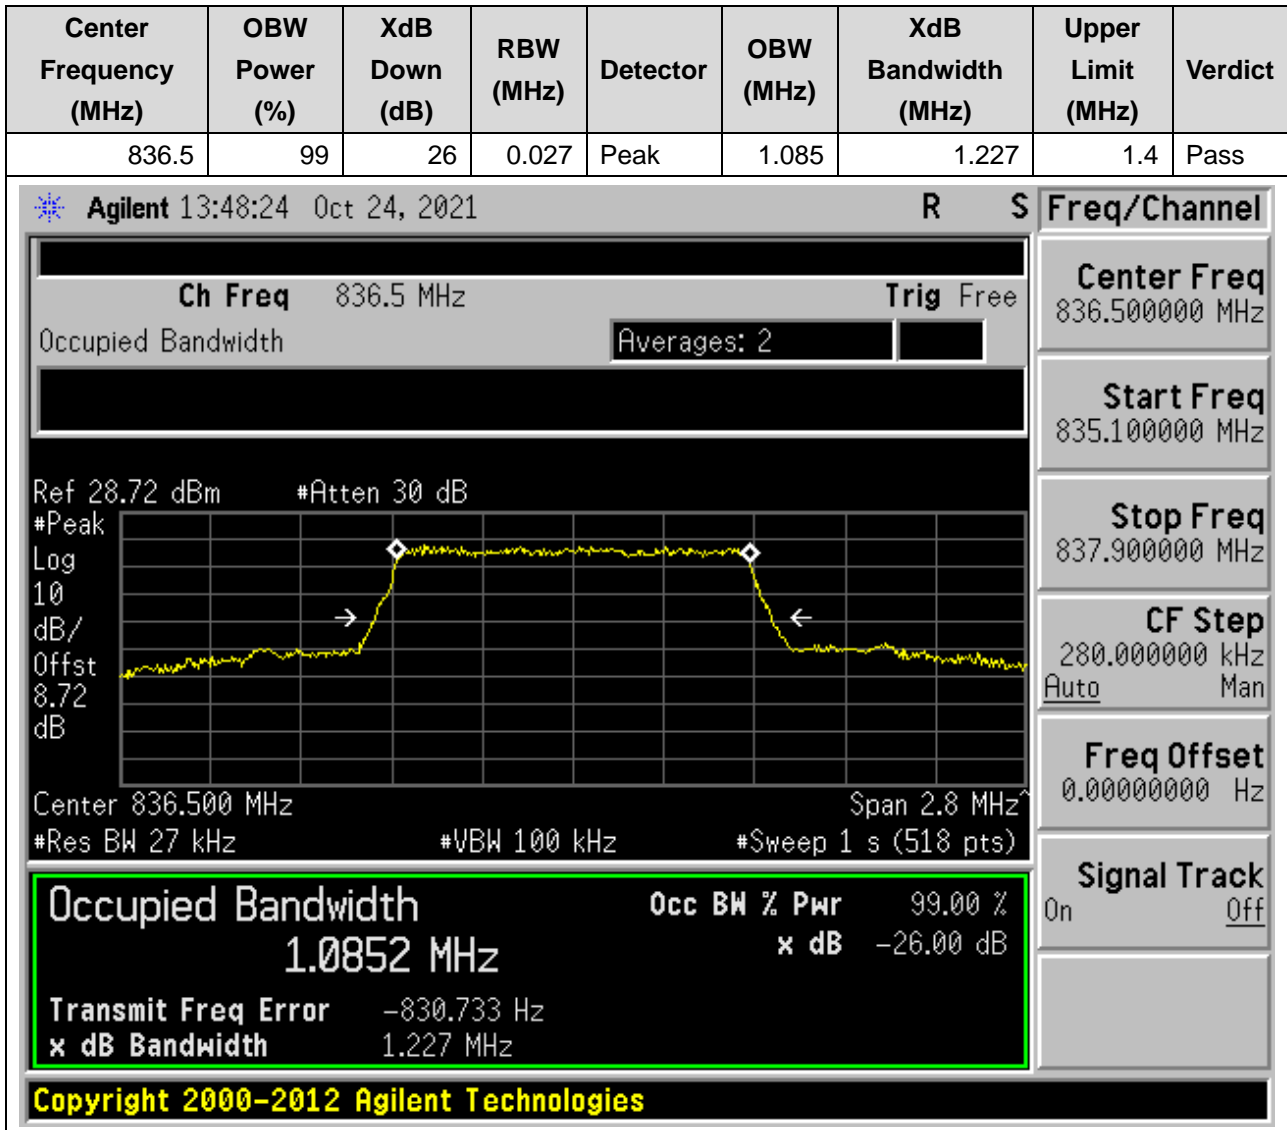 Center Frequency (MHz) OBW Power (%) XdB Down (dB) RBW (MHz) Detector OBW (MHz) XdB Bandwidth (MHz) Upper Limit (MHz) Verdict
836.5 99 26 0.027 Peak 1.085 1.227 1.4 Pass
Agilent 13:48:24 Oct 24, 2021 R S Freq/Channel
Ch Freq 836.5 MHz Trig Free
Occupied Bandwidth Averages: 2
Center Freq
836.500000 MHz
Start Freq
835.100000 MHz
Stop Freq
837.900000 MHz
CF Step
280.000000 kHz
Auto Man
Freq Offset
0.00000000 Hz
Signal Track
On Off
Ref 28.72 dBm #Atten 30 dB
#Peak
Log
10
dB/
Offst
8.72
dB
Center 836.500 MHz Span 2.8 MHz^
#Res BW 27 kHz #VBW 100 kHz #Sweep 1 s (518 pts)
Occupied Bandwidth Occ BW % Pwr 99.00 %
1.0852 MHz x dB -26.00 dB
Transmit Freq Error -830.733 Hz
x dB Bandwidth 1.227 MHz
Copyright 2000-2012 Agilent Technologies